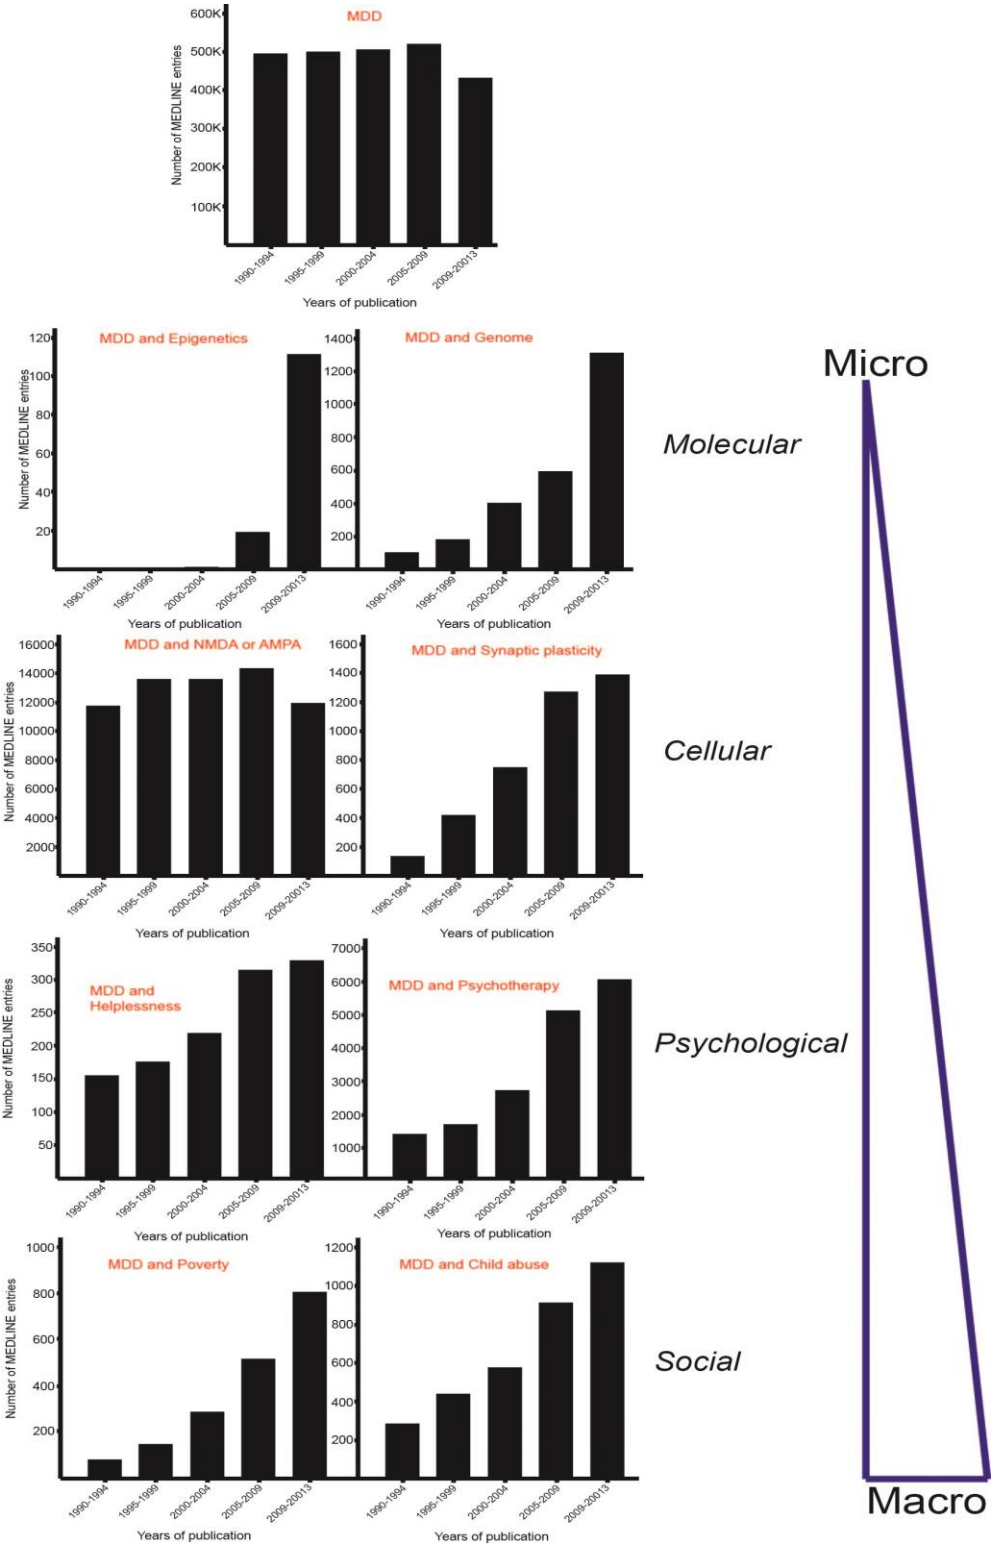 MDD
Number of MEDLINE entries
600K
500K
400K
300K
200K
100K
1990-1994
1995-1999
2000-2004
2005-2009
2009-20013
Years of publication
MDD and Epigenetics
Number of MEDLINE entries
120
100
80
60
40
20
1990-1994
1995-1999
2000-2004
2005-2009
2009-20013
Years of publication
MDD and Genome
1400
1200
1000
800
600
400
200
1990-1994
1995-1999
2000-2004
2005-2009
2009-20013
Years of publication
Molecular
Micro
MDD and NMDA or AMPA
Number of MEDLINE entries
16000
14000
12000
10000
8000
6000
4000
2000
1990-1994
1995-1999
2000-2004
2005-2009
2009-20013
Years of publication
MDD and Synaptic plasticity
1600
1400
1200
1000
800
600
400
200
1990-1994
1995-1999
2000-2004
2005-2009
2009-20013
Years of publication
Cellular
MDD and
Helplessness
Number of MEDLINE entries
350
300
250
200
150
100
50
1990-1994
1995-1999
2000-2004
2005-2009
2009-20013
Years of publication
MDD and Psychotherapy
7000
6000
5000
4000
3000
2000
1000
1990-1994
1995-1999
2000-2004
2005-2009
2009-20013
Years of publication
Psychological
MDD and Poverty
Number of MEDLINE entries
1000
800
600
400
200
1990-1994
1995-1999
2000-2004
2005-2009
2009-20013
Years of publication
MDD and Child abuse
1200
1000
800
600
400
200
1990-1994
1995-1999
2000-2004
2005-2009
2009-20013
Years of publication
Social
Macro